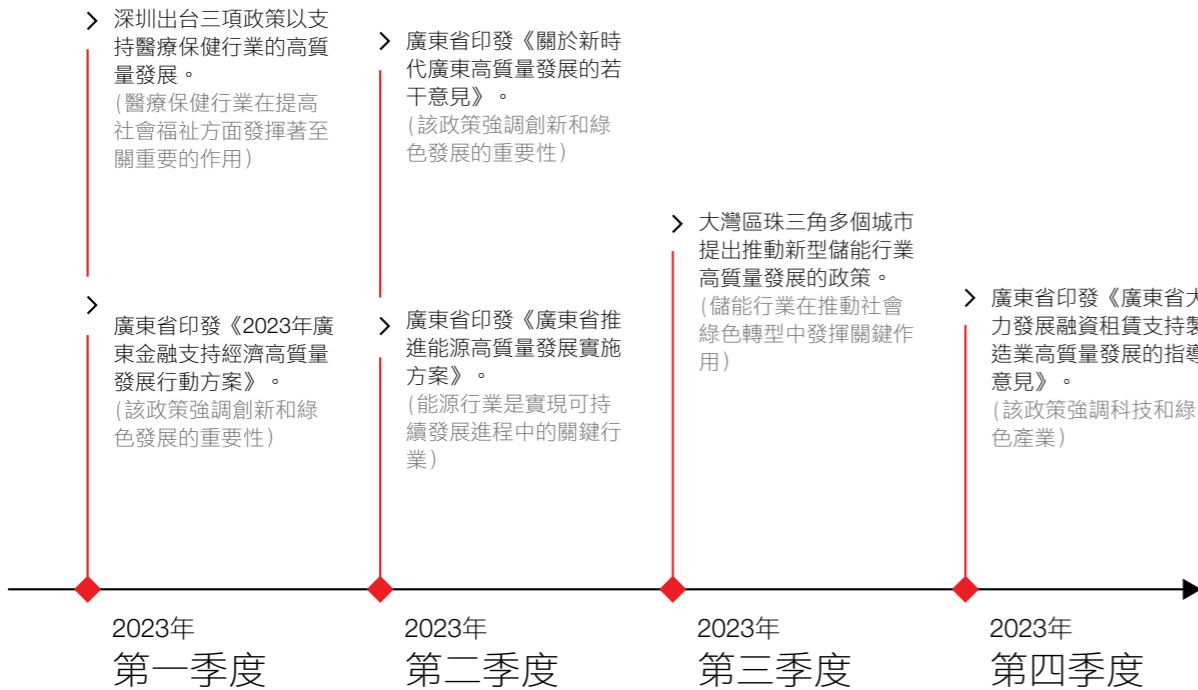 深圳出台三項政策以支
持醫療保健行業的高質
量發展。
(醫療保健行業在提高
社會福祉方面發揮著至
關重要的作用)
廣東省印發《2023年廣
東金融支持經濟高質量
發展行動方案》。
(該政策強調創新和綠
色發展的重要性)
廣東省印發《關於新時
代廣東高質量發展的若
干意見》。
(該政策強調創新和綠
色發展的重要性)
廣東省印發《廣東省推
進能源高質量發展實施
方案》。
(能源行業是實現可持
續發展進程中的關鍵行
業)
大灣區珠三角多個城市
提出推動新型儲能行業
高質量發展的政策。
(儲能行業在推動社會
綠色轉型中發揮關鍵作
用)
廣東省印發《廣東省大
力發展融資租賃支持製
造業高質量發展的指導
意見》。
(該政策強調科技和綠
色產業)
2023年
第一季度
2023年
第二季度
2023年
第三季度
2023年
第四季度